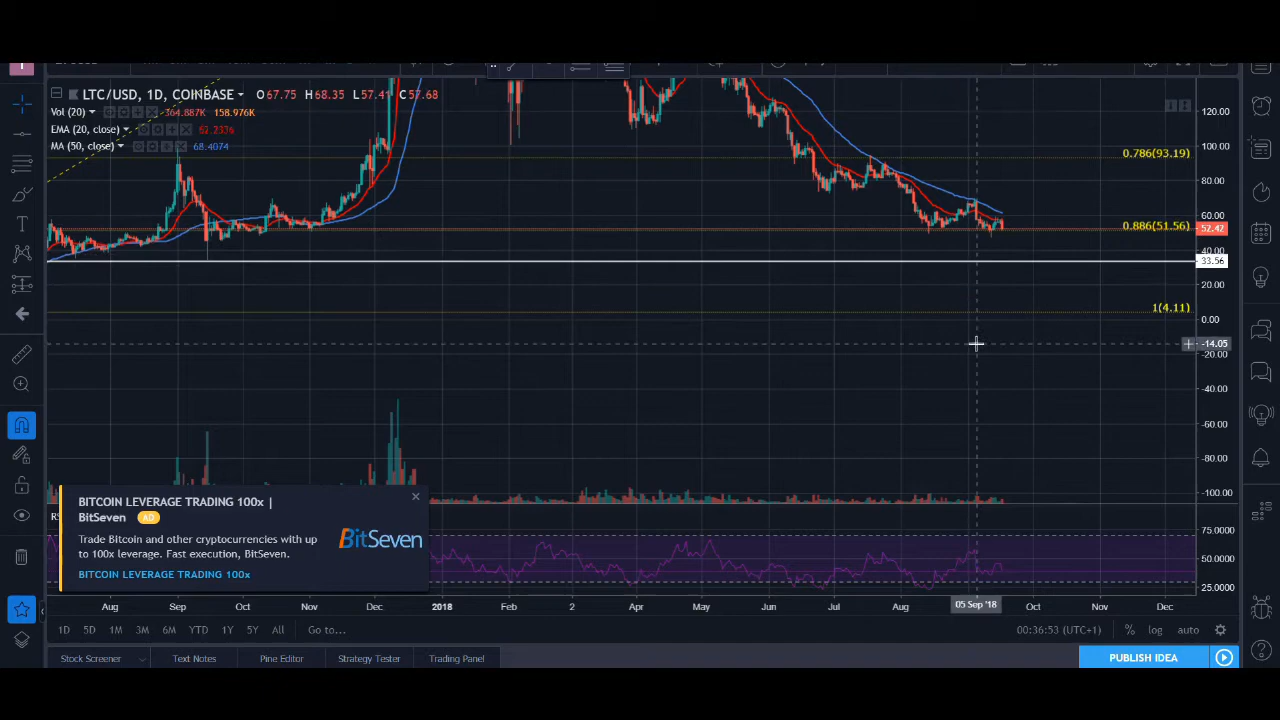 LTC/USD, 1D, COINBASE O 67.75 H 68.35 L 57.41 C 57.68
Vol (20) 364.887K 158.976K
EMA (20, close) 62.2336
MA (50, close) 68.4074
120.00
100.00
0.786(93.19)
80.00
60.00
0.886(51.56) 52.42
40.00
33.56
20.00
1(4.11)
0.00
-14.05
-20.00
-40.00
-60.00
-80.00
-100.00
BITCOIN LEVERAGE TRADING 100x |
BitSeven AD
Trade Bitcoin and other cryptocurrencies with up
to 100x leverage. Fast execution, BitSeven.
BitSeven
BITCOIN LEVERAGE TRADING 100x
75.0000
50.0000
25.0000
Aug Sep Oct Nov Dec 2018 Feb 2 Apr May Jun Jul Aug 05 Sep '18 Oct Nov Dec
1D 5D 1M 3M 6M YTD 1Y 5Y All Go to... 00:36:53 (UTC+1) % log auto
Stock Screener Text Notes Pine Editor Strategy Tester Trading Panel PUBLISH IDEA